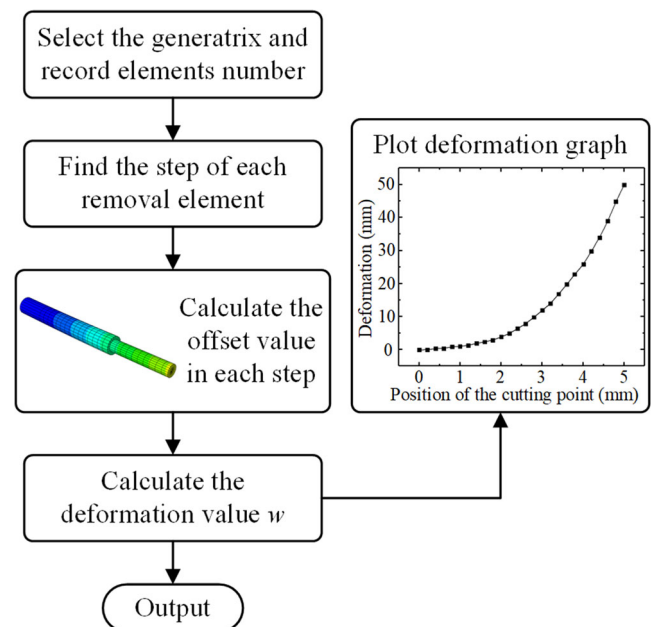 Select the generatrix and
record elements number
Find the step of each
removal element
Calculate the
offset value
in each step
Calculate the
deformation value w
Output
Plot deformation graph
Deformation (mm)
50
40
30
20
10
0
0 1 2 3 4 5
Position of the cutting point (mm)